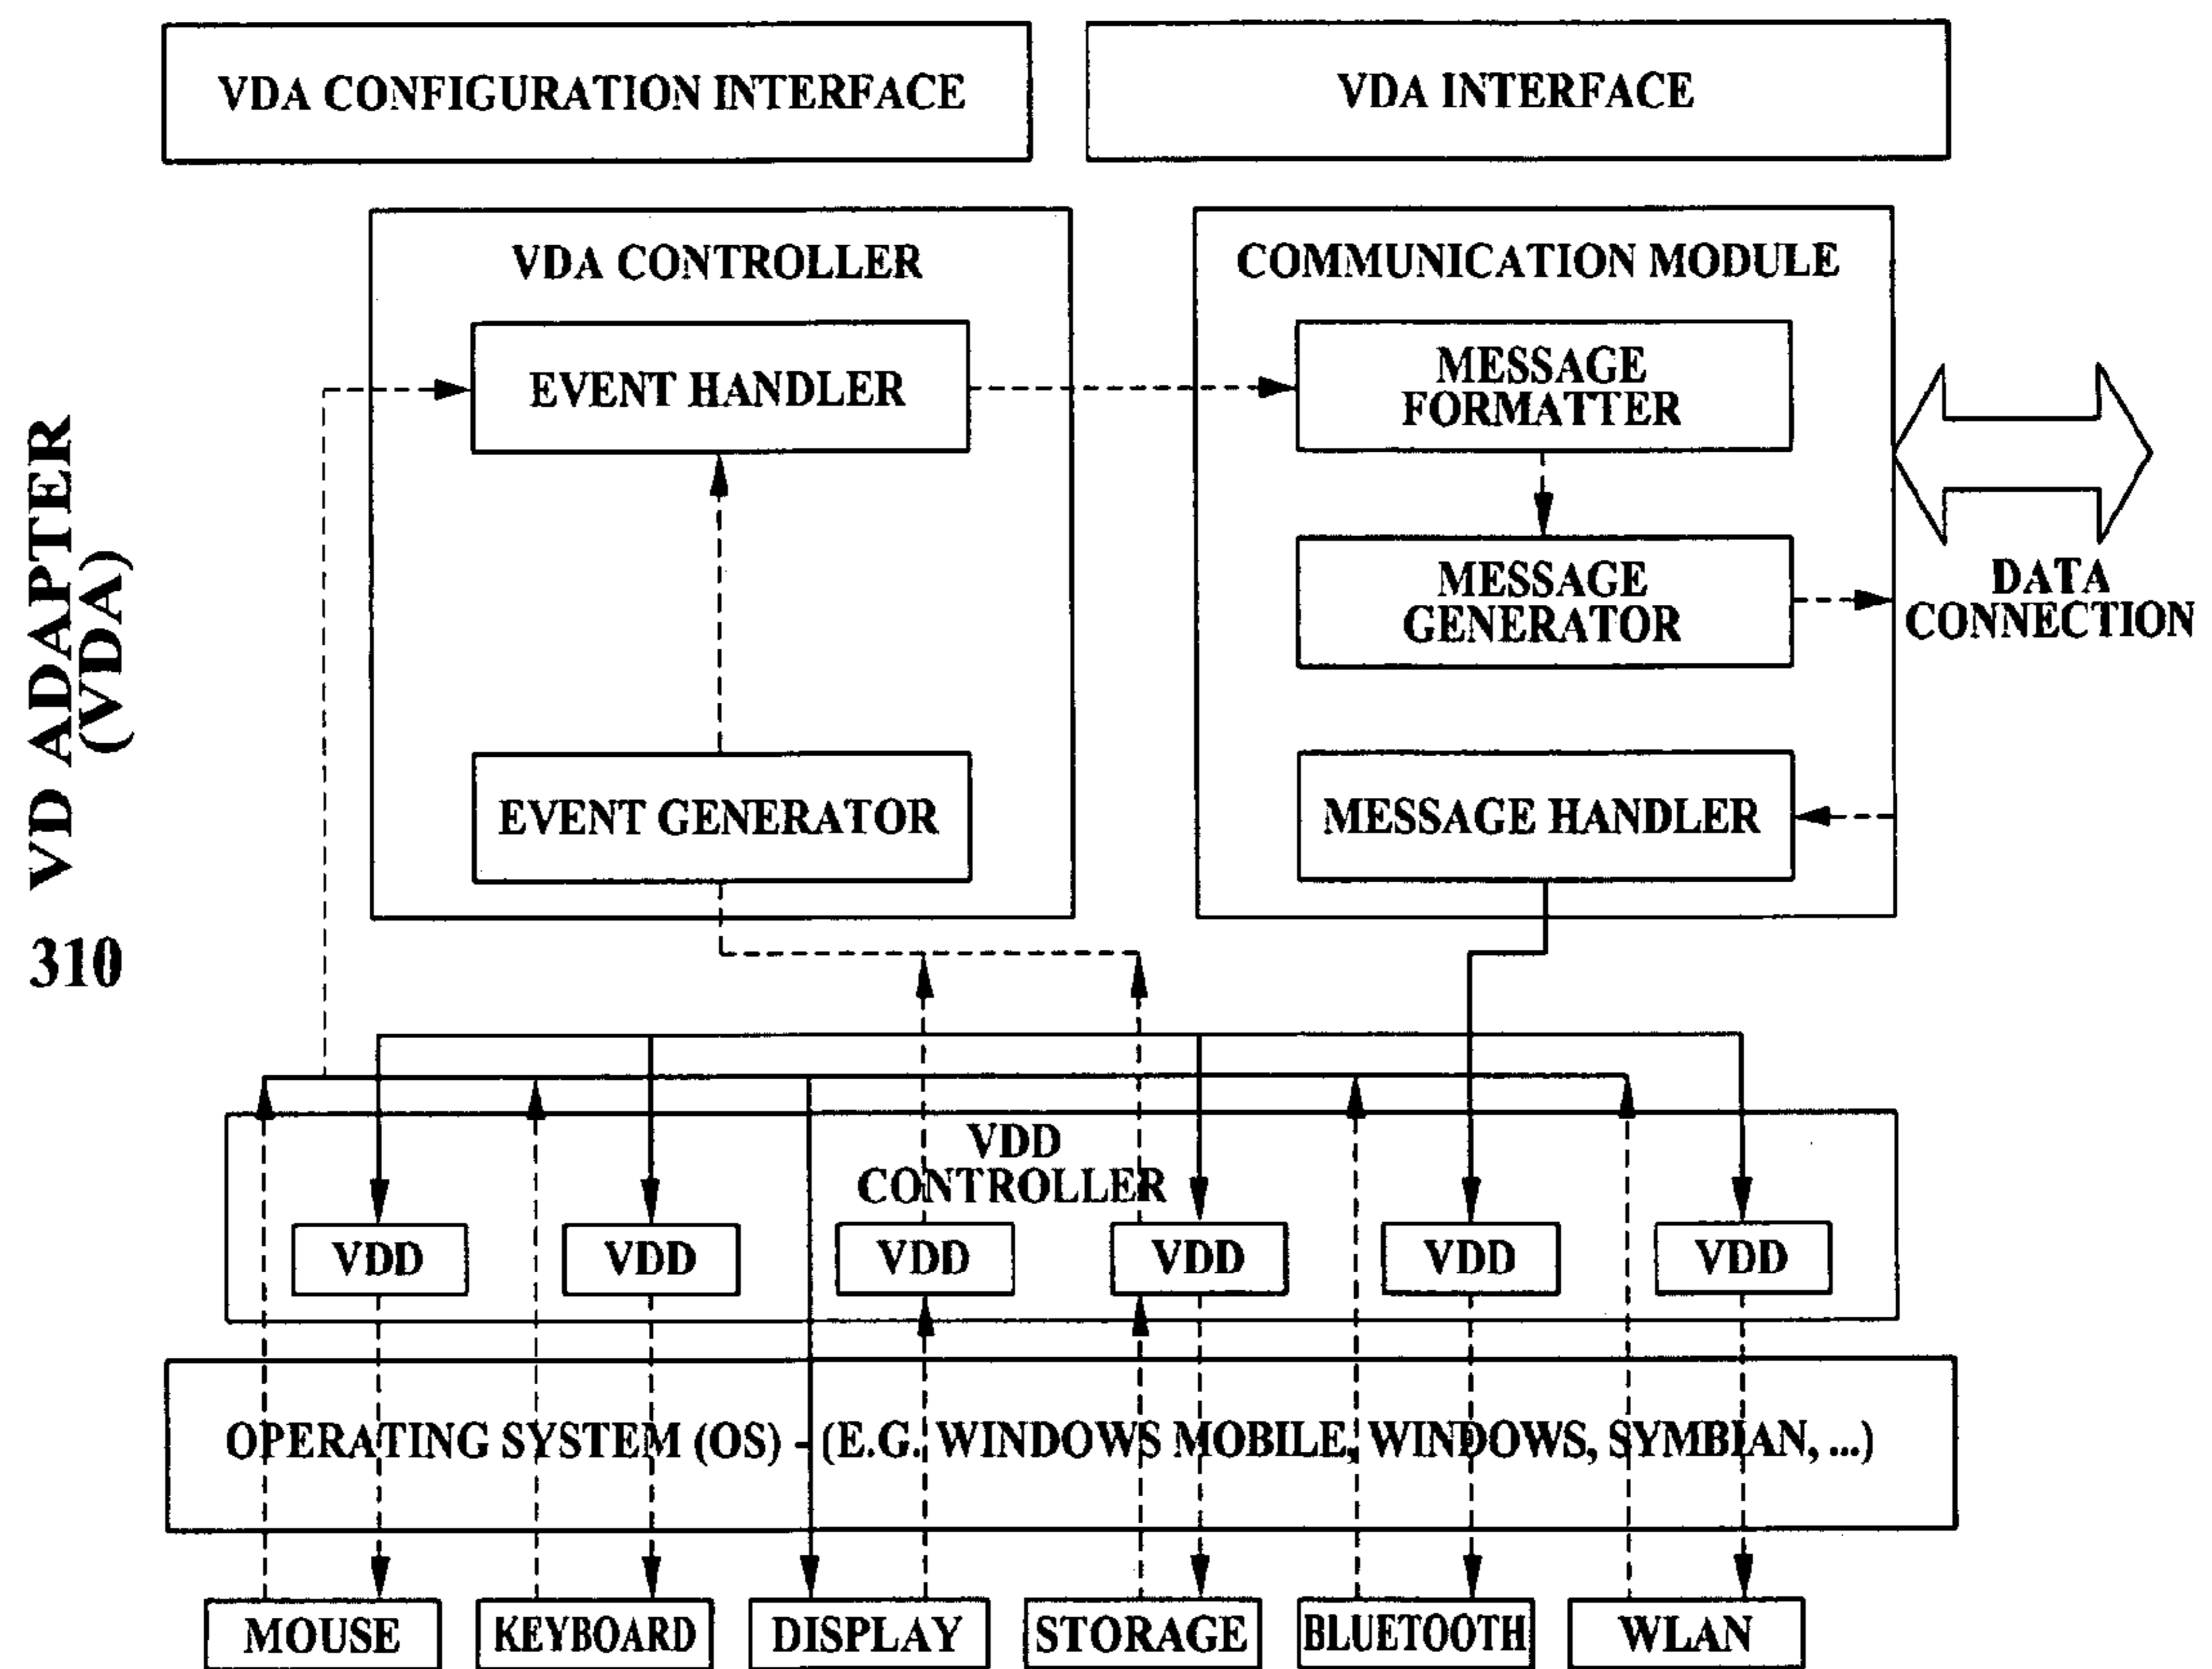 VDA CONFIGURATION INTERFACE
VDA INTERFACE
VDA CONTROLLER
EVENT HANDLER
EVENT GENERATOR
COMMUNICATION MODULE
MESSAGE
FORMATTER
MESSAGE
GENERATOR
MESSAGE HANDLER
DATA
CONNECTION
VD ADAPTER
(VDA)
310
VDD
CONTROLLER
VDD
VDD
VDD
VDD
VDD
VDD
OPERATING SYSTEM (OS) - (E.G. WINDOWS MOBILE, WINDOWS, SYMBIAN, ...)
MOUSE
KEYBOARD
DISPLAY
STORAGE
BLUETOOTH
WLAN